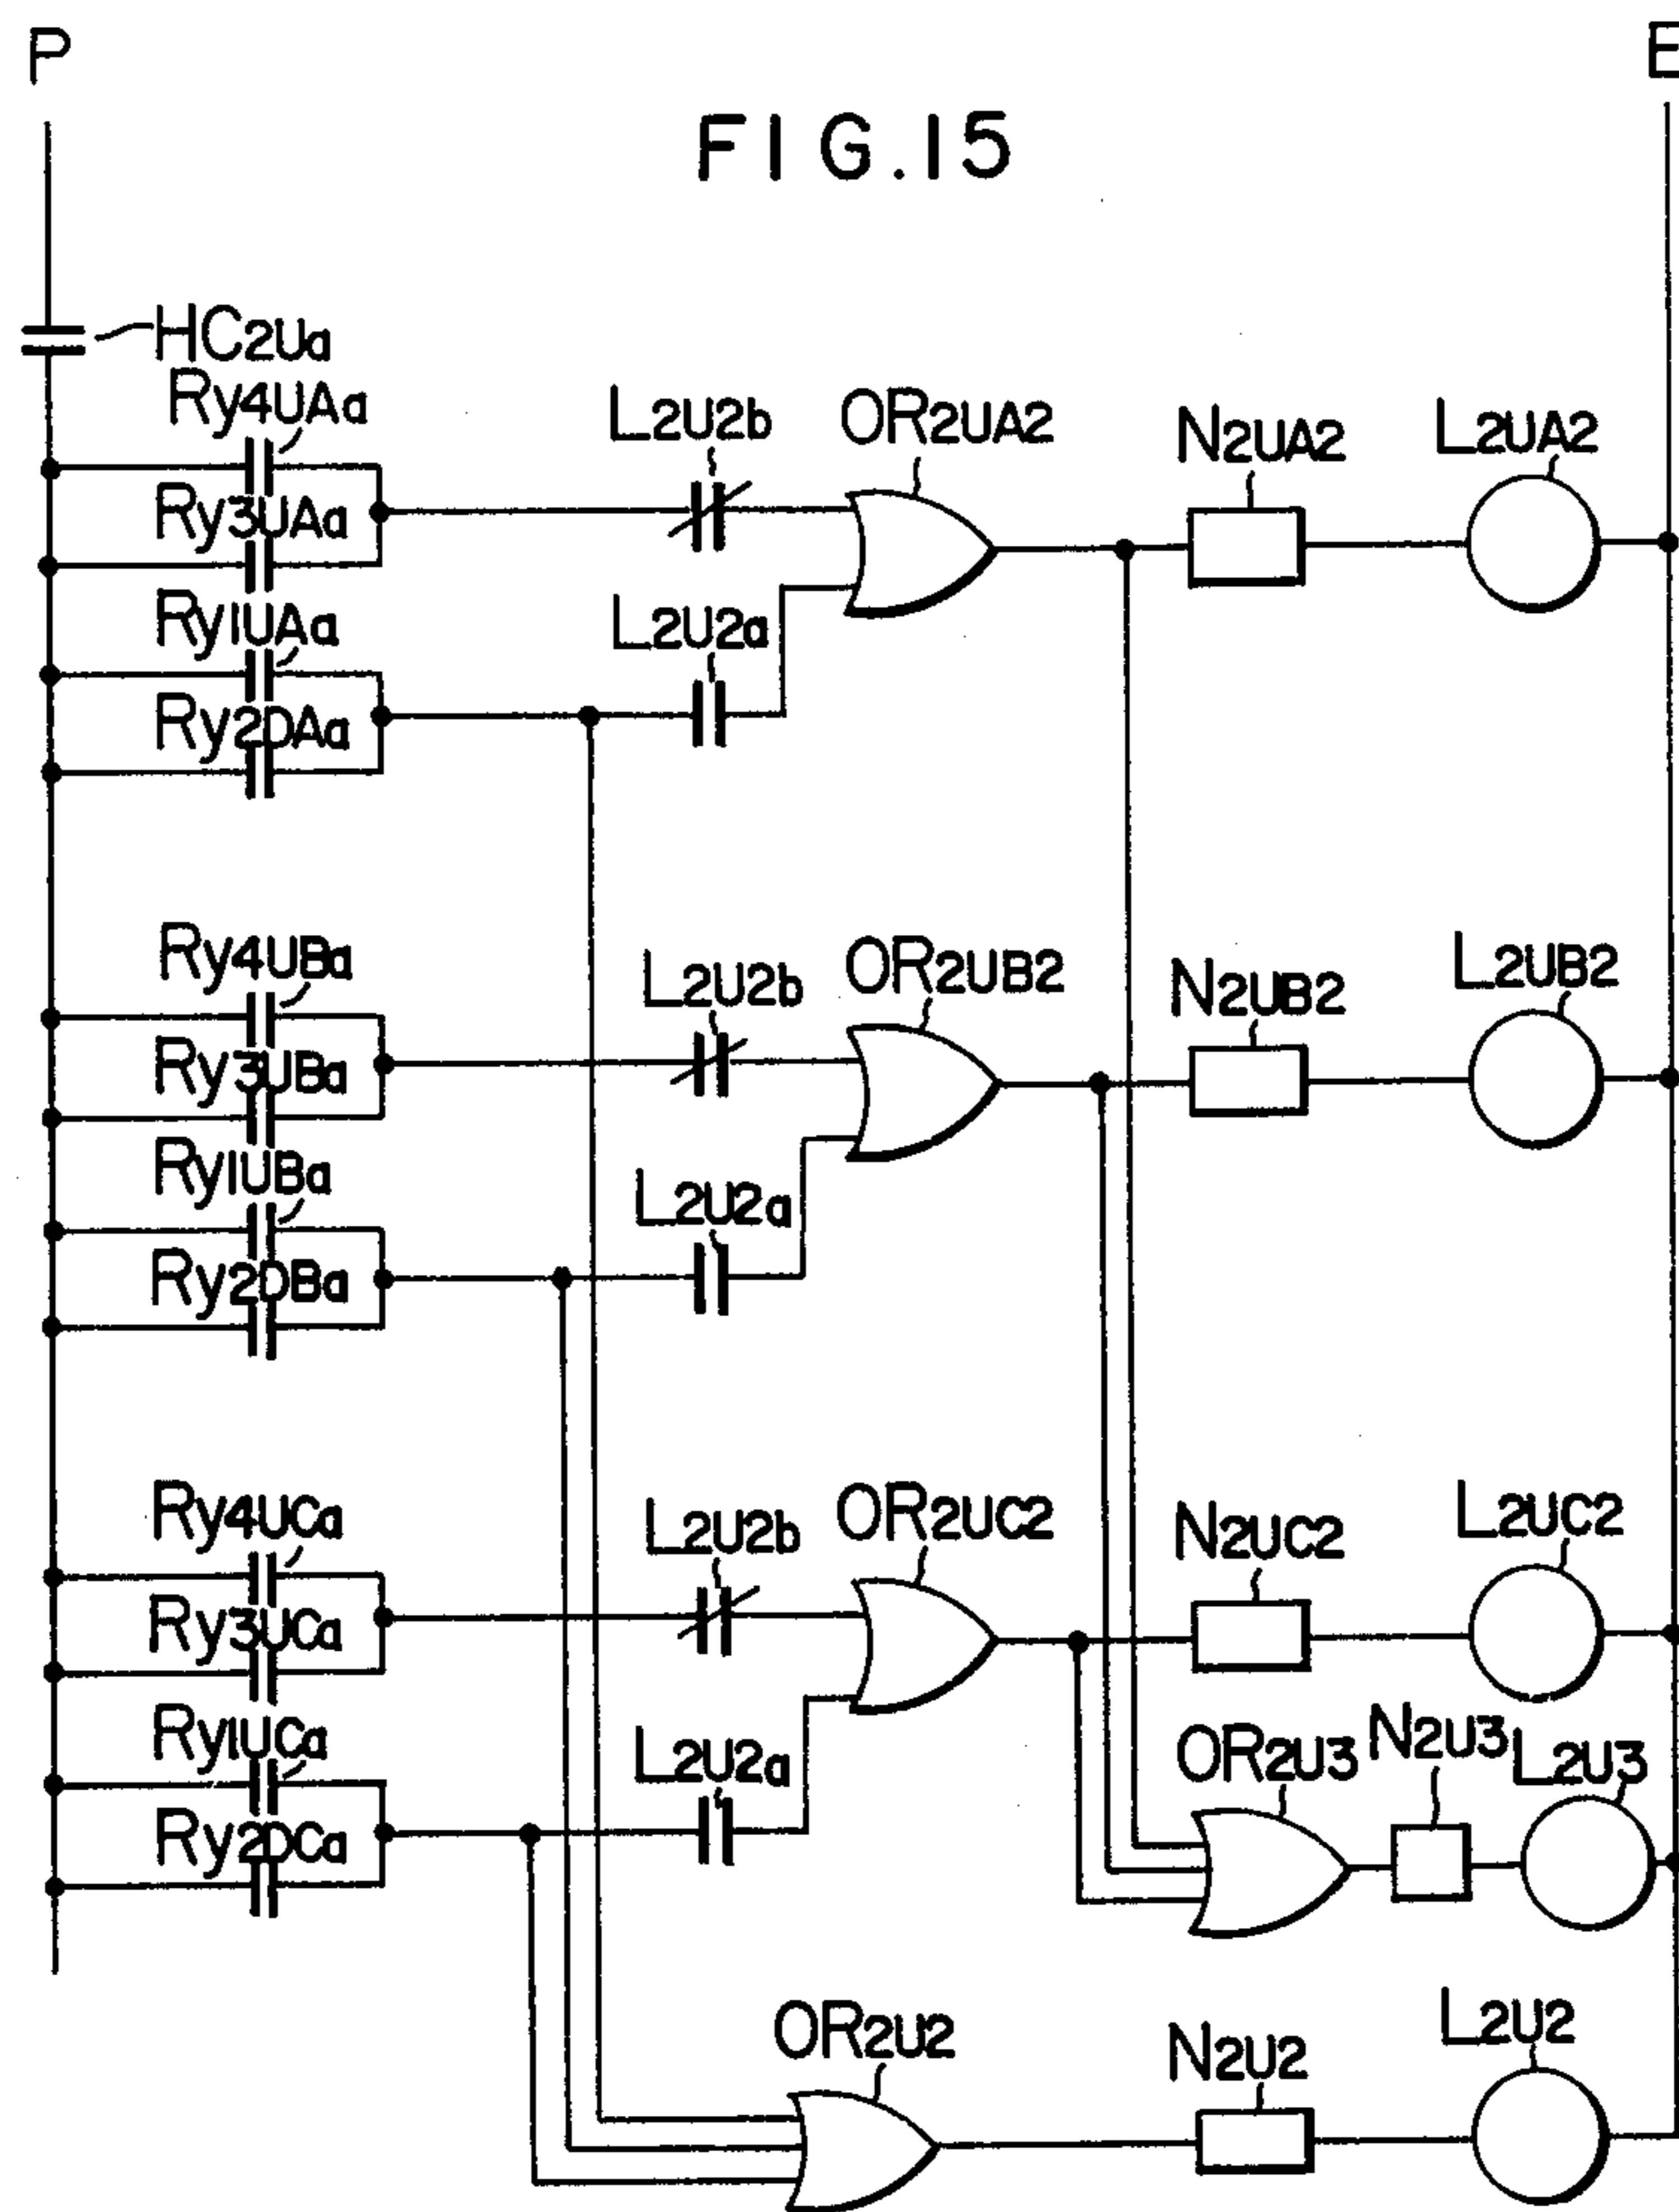 P
E
FIG.15
HC2Ua
Ry4UAa
L2U2b
OR2UA2
N2UA2
L2UA2
Ry3UAa
Ry1UAa
L2U2a
Ry2DAa
Ry4UBa
L2U2b
OR2UB2
N2UB2
L2UB2
Ry3UBa
Ry1UBa
L2U2a
Ry2DBa
Ry4UCa
L2U2b
OR2UC2
N2UC2
L2UC2
Ry3UCa
Ry1UCa
L2U2a
OR2U3
N2U3
L2U3
Ry2DCa
OR2U2
N2U2
L2U2